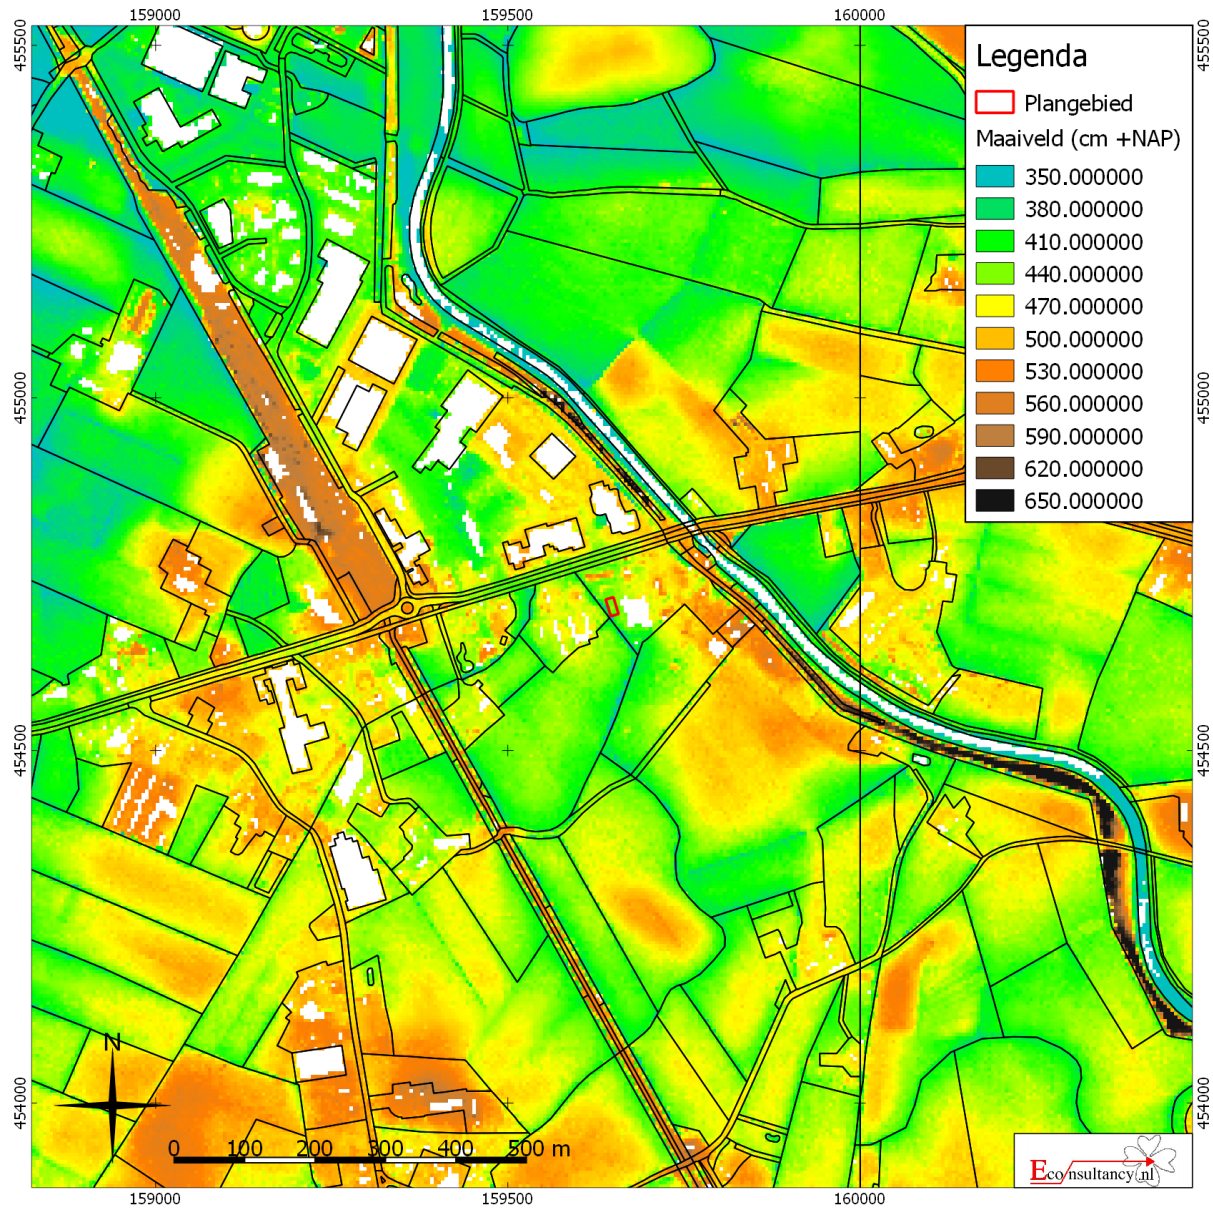 159000 159500 160000
455500 455500
Legenda
Plangebied
Maaiveld (cm +NAP)
350.000000
380.000000
410.000000
440.000000
470.000000
500.000000
530.000000
560.000000
590.000000
620.000000
650.000000
455000 455000
454500 454500
N
454000 454000
0 100 200 300 400 500 m
Econsultancy.nl
159000 159500 160000